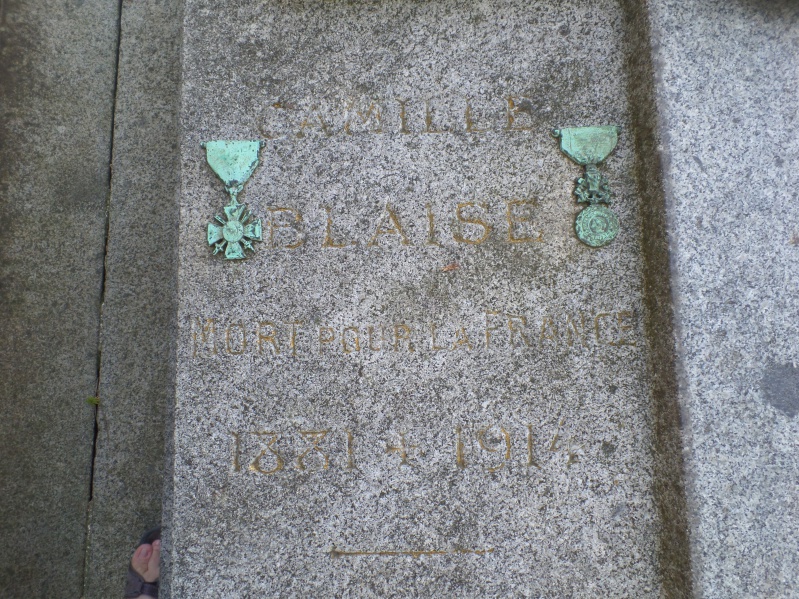 CAMILLE
BLAISE
MORT POUR LA FRANCE
1881 + 1914